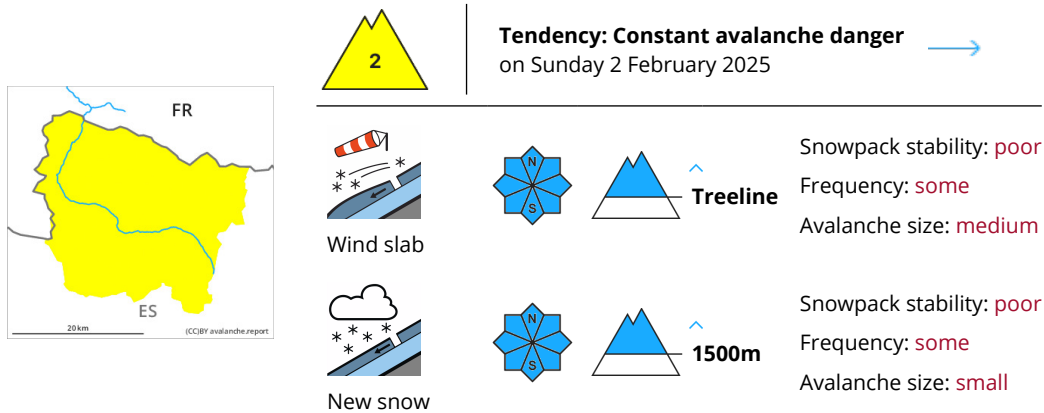 2
Tendency: Constant avalanche danger
on Sunday 2 February 2025
FR
ES
20 km
(CC)BY avalanche.report
N
S
Treeline
Wind slab
Snowpack stability: poor
Frequency: some
Avalanche size: medium
N
S
1500m
New snow
Snowpack stability: poor
Frequency: some
Avalanche size: small